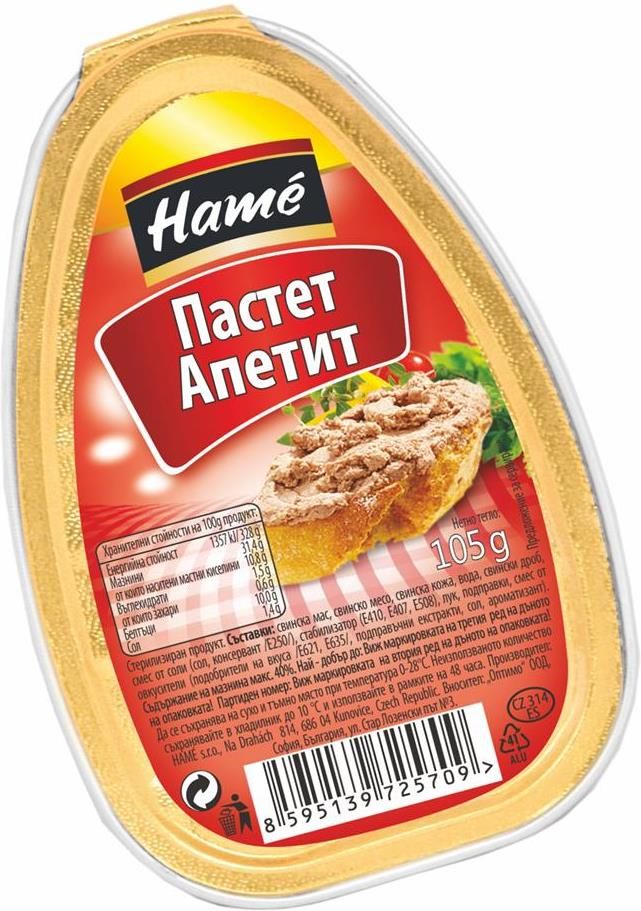 Hamé
Пастет
Апетит
Хранителни стойности на 100g продукт:
Енергийна стойност 1357 kJ/ 328 g
Мазнини 31,4 g
от които наситени мастни киселини 10,8 g
Въглехидрати 1,5 g
от които захари 0,6 g
Белтъци 10,0 g
Сол 1,4 g
Нетно тегло:
105 g
Предложение за сервир
Стерилизиран продукт. Съставки: свинска мас, свинско месо, свинска кожа, вода, свински дроб,
смес от соли (сол, консервант /E250/), стабилизатор (E410, E407, E508), лук, подправки, смес от
овкусители (подобрители на вкуса /E621, E635/, подправъчни екстракти, сол, ароматизант).
Съдържание на мазнина макс. 40%. Най - добър до: Виж маркировката на третия ред на дъното
на опаковката! Партиден номер: Виж маркировката на втория ред на дъното на опаковката!
Да се съхранява на сухо и тъмно място при температура 0-28°C. Неизползваното количество
съхранявайте в хладилник до 10 °C и използвайте в рамките на 48 часа. Производител:
HAMÉ s.r.o., Na Drahách 814, 686 04 Kunovice, Czech Republic. Вносител: „Оптимо" ООД,
София, България, ул. Стар Лозенски път №3.
CZ 314
ES
41
ALU
8 595139 725709 >